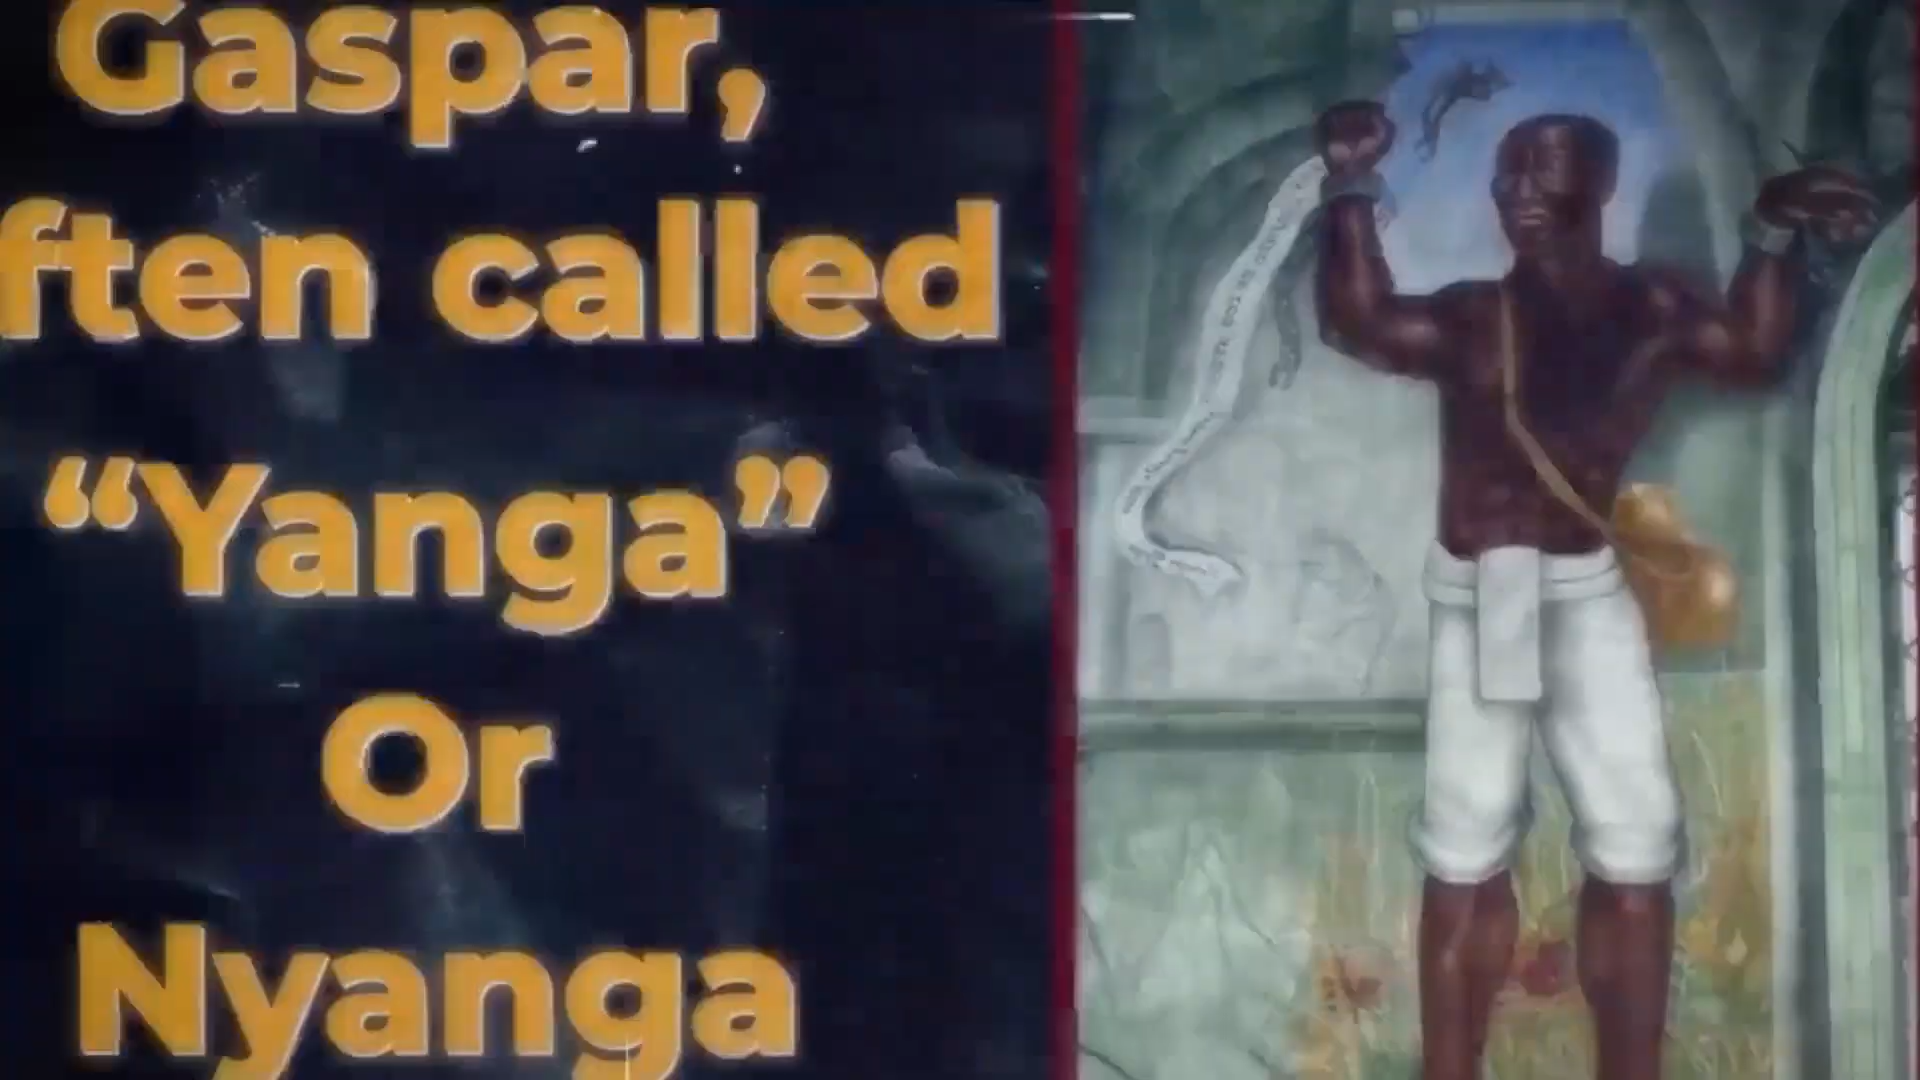 Gaspar,
ften called
“Yanga”
Or
Nyanga